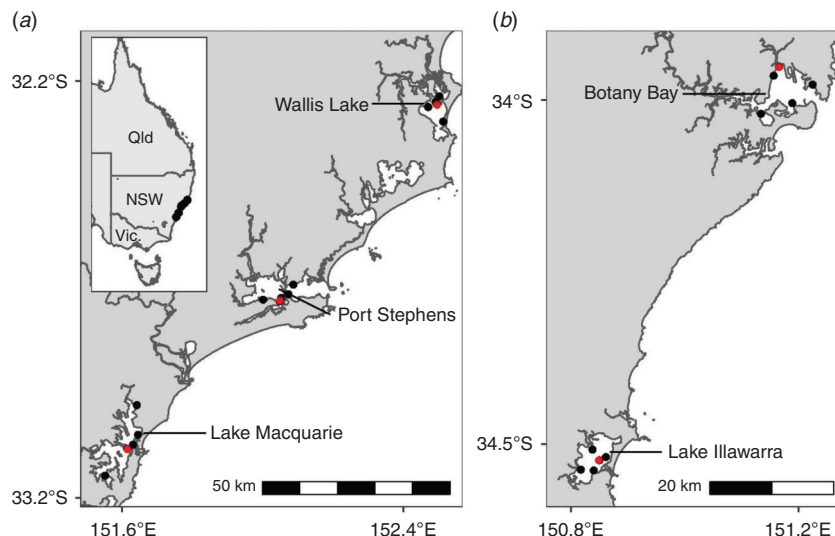 (a)
32.2°S
Qld
NSW
Vic.
Wallis Lake
Port Stephens
Lake Macquarie
50 km
33.2°S
151.6°E
152.4°E
(b)
Botany Bay
34°S
34.5°S
Lake Illawarra
20 km
150.8°E
151.2°E